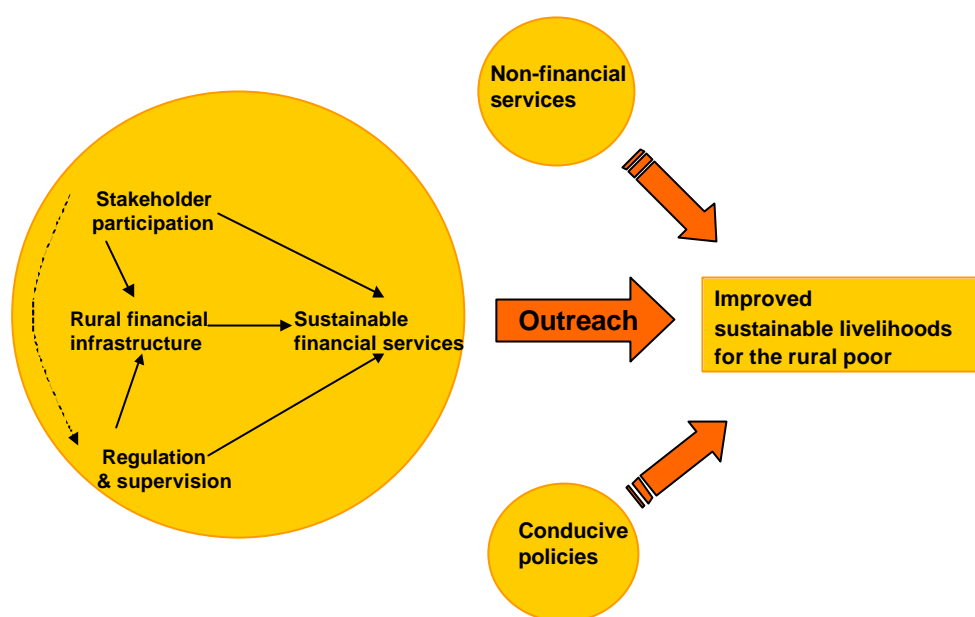 Non-financial
services
Stakeholder
participation
Rural financial
infrastructure
Sustainable
financial services
Outreach
Improved
sustainable livelihoods
for the rural poor
Regulation
& supervision
Conducive
policies